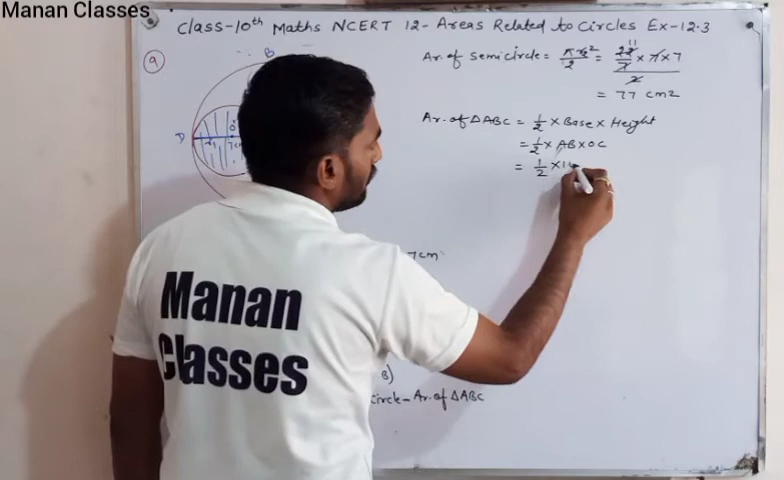 Manan Classes
Class-10th Maths NCERT 12- Areas Related to Circles Ex-12.3
9
B
Ar. of Semicircle = πr²/2 = 22/7 × 7 × 7 / 2
11
= 77 cm2
Ar. of ΔABC = 1/2 × Base × Height
D
O
= 1/2 × AB × OC
= 1/2 × 14
7cm
Manan
Classes
B)
circle - Ar. of ΔABC